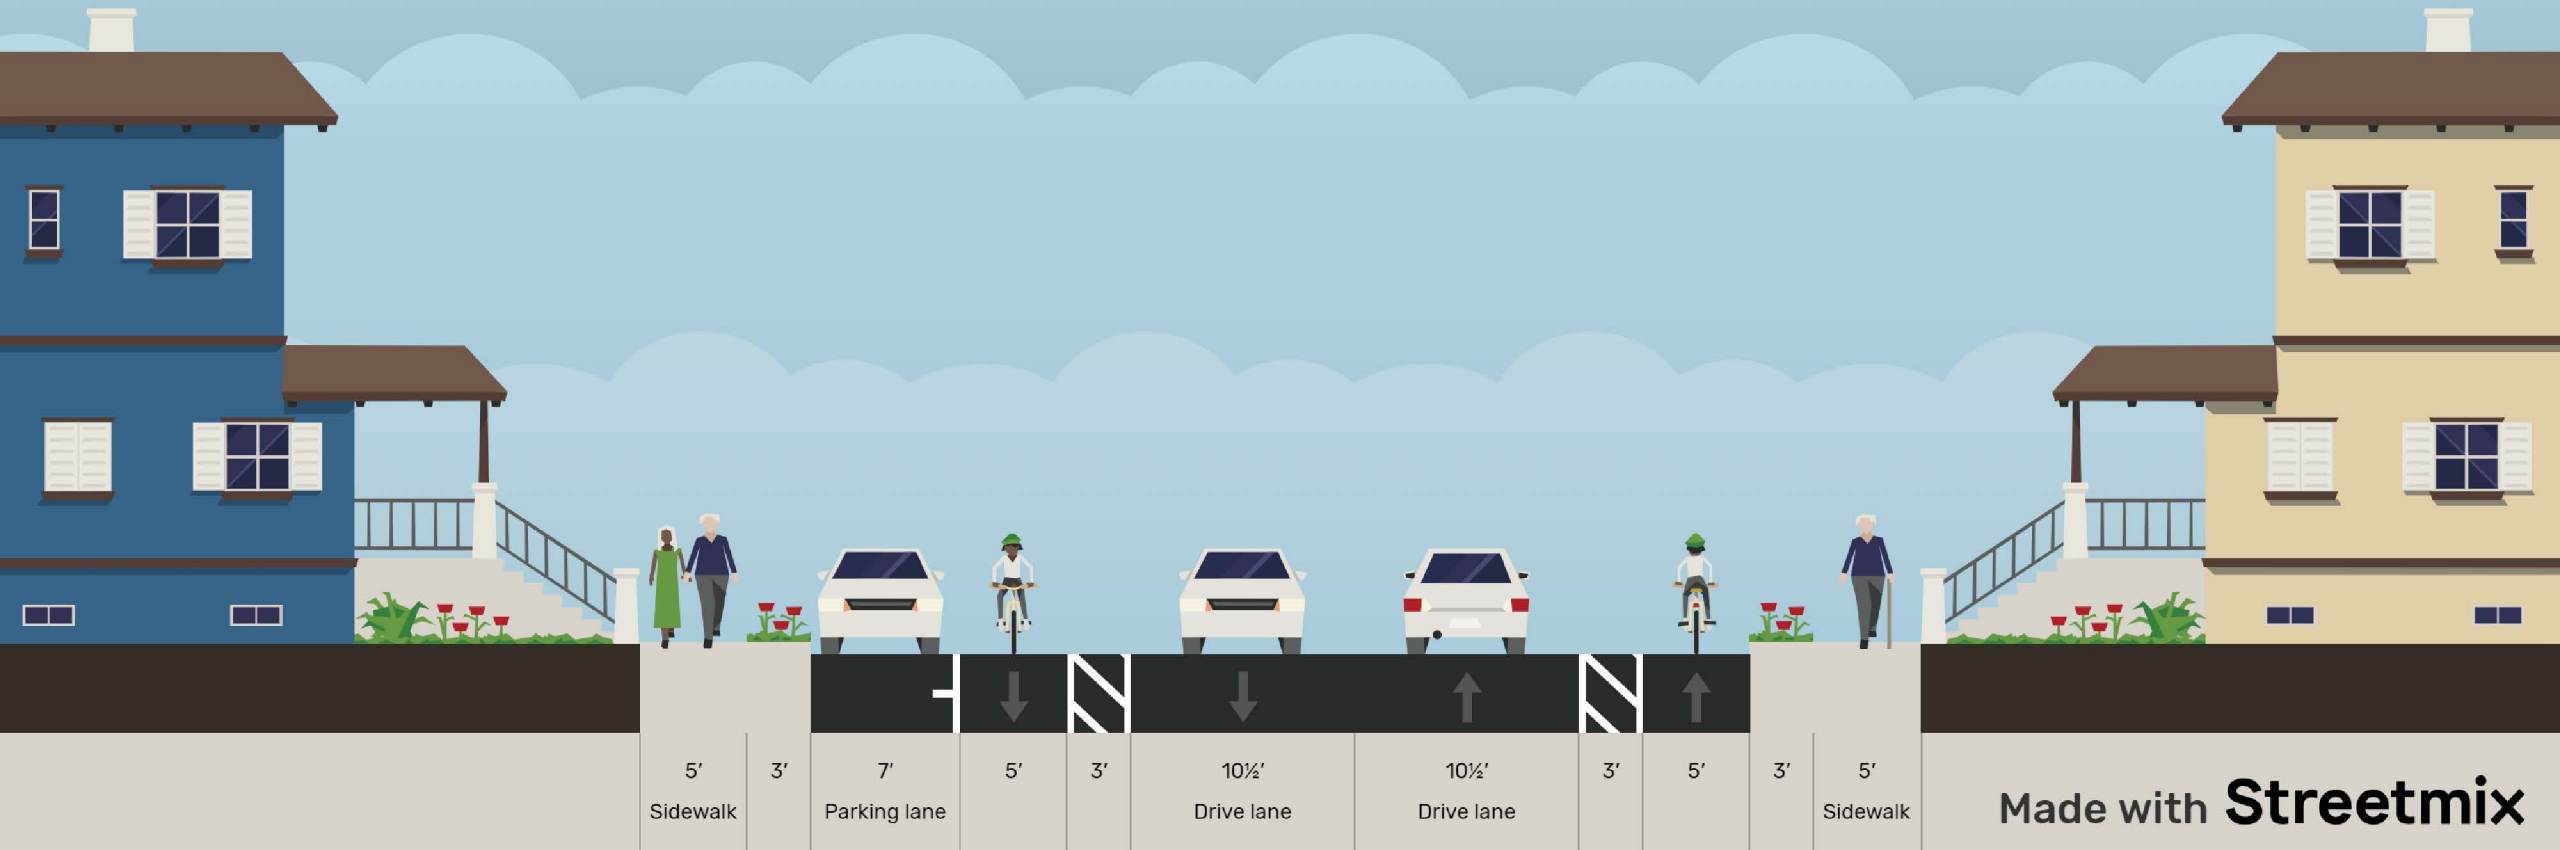 5′ 3′ 7′ 5′ 3′ 10½′ 10½′ 3′ 5′ 3′ 5′
Sidewalk Parking lane Drive lane Drive lane Sidewalk
Made with Streetmix